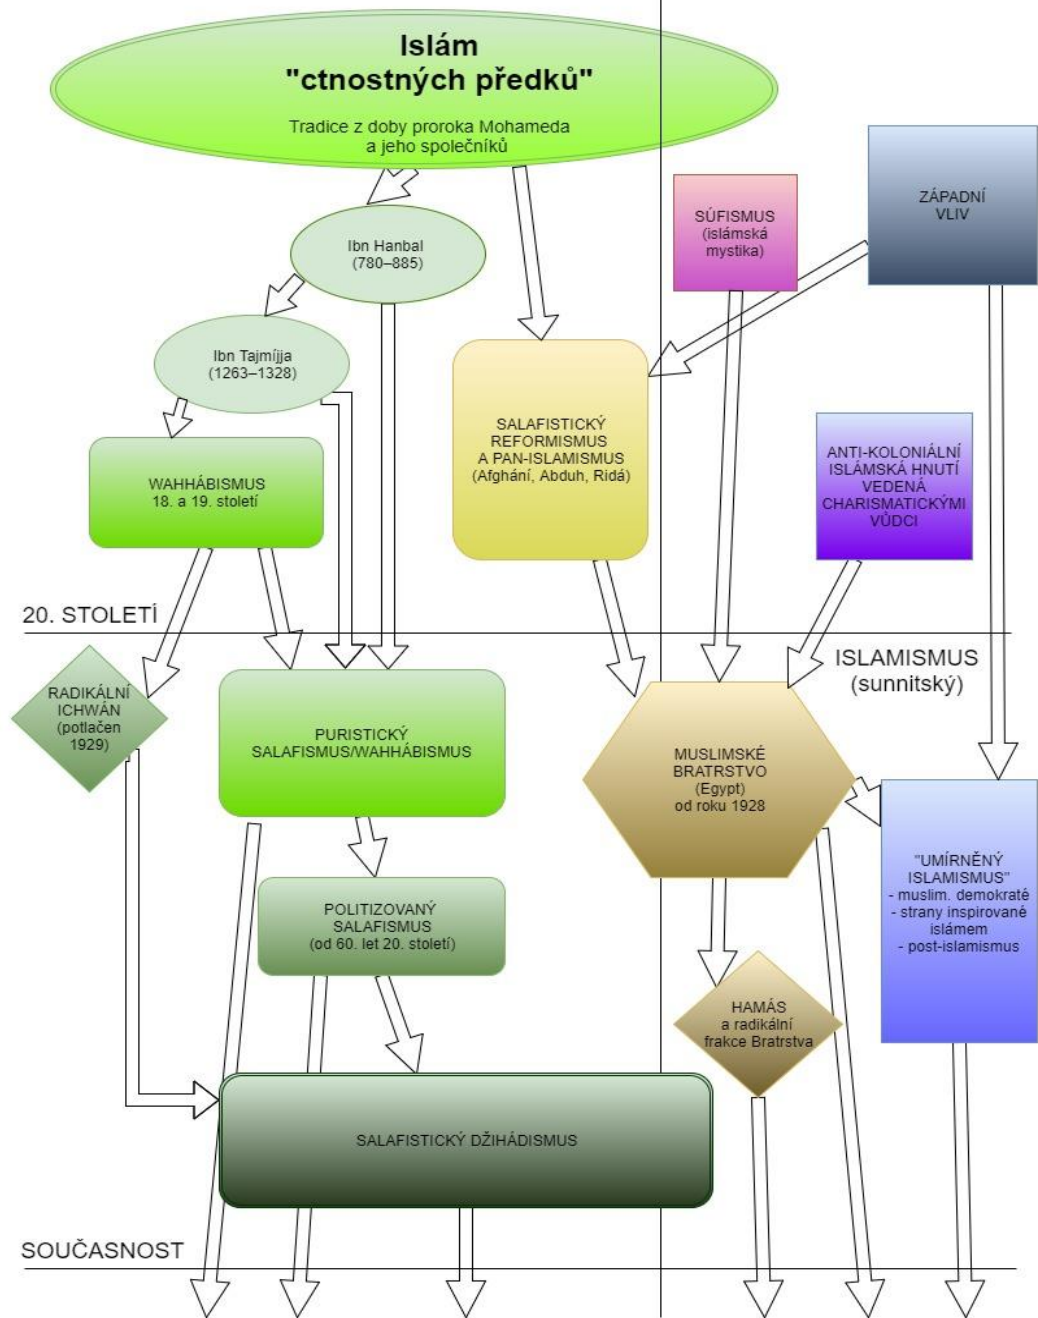 Islám
"ctnostných předků"
Tradice z doby proroka Mohameda
a jeho společníků
Ibn Hanbal
(780–885)
Ibn Tajmíjja
(1263–1328)
WAHHÁBISMUS
18. a 19. století
SALAFISTICKÝ
REFORMISMUS
A PAN-ISLAMISMUS
(Afghání, Abduh, Ridá)
SÚFISMUS
(islámská
mystika)
ZÁPADNÍ
VLIV
ANTI-KOLONIÁLNÍ
ISLÁMSKÁ HNUTÍ
VEDENÁ
CHARISMATICKÝMI
VŮDCI
20. STOLETÍ
ISLAMISMUS
(sunnitský)
RADIKÁLNÍ
ICHWÁN
(potlačen
1929)
PURISTICKÝ
SALAFISMUS/WAHHÁBISMUS
MUSLIMSKÉ
BRATRSTVO
(Egypt)
od roku 1928
"UMÍRNĚNÝ
ISLAMISMUS"
- muslim. demokraté
- strany inspirované
islámem
- post-islamismus
POLITIZOVANÝ
SALAFISMUS
(od 60. let 20. století)
HAMÁS
a radikální
frakce Bratrstva
SALAFISTICKÝ DŽIHÁDISMUS
SOUČASNOST